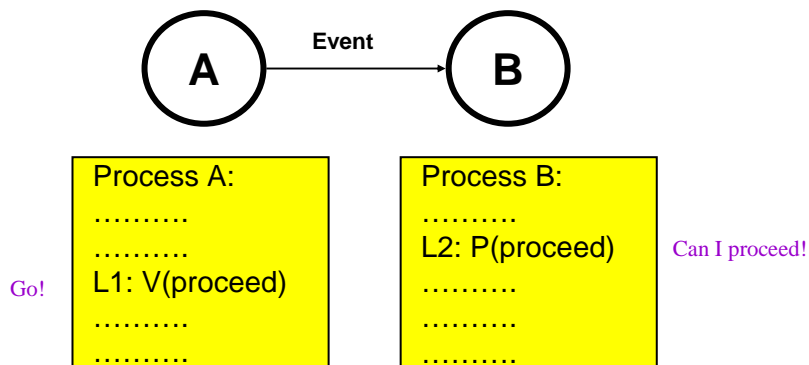 Event
A
B
Process A:
……….
……….
L1: V(proceed)
……….
……….
Go!
Process B:
……….
L2: P(proceed)
……….
……….
……….
Can I proceed!